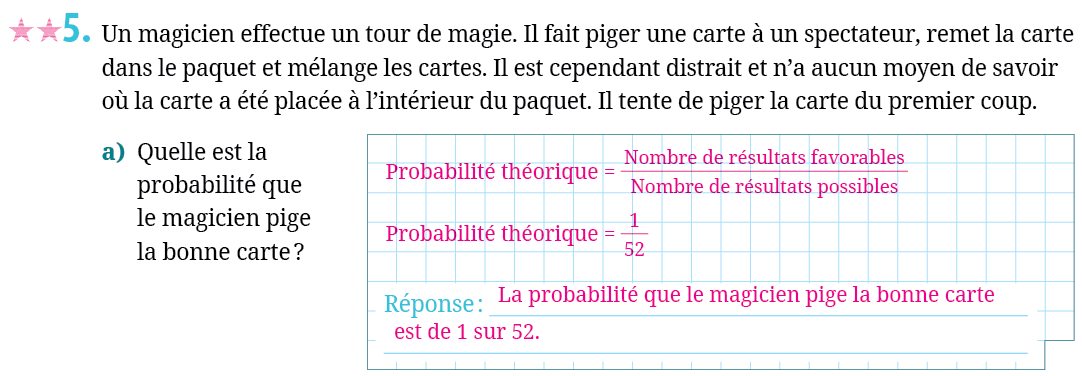 5. Un magicien effectue un tour de magie. Il fait piger une carte à un spectateur, remet la carte
dans le paquet et mélange les cartes. Il est cependant distrait et n’a aucun moyen de savoir
où la carte a été placée à l’intérieur du paquet. Il tente de piger la carte du premier coup.
a) Quelle est la
probabilité que
le magicien pige
la bonne carte ?
Probabilité théorique = Nombre de résultats favorables
Nombre de résultats possibles
Probabilité théorique = 1
52
Réponse : La probabilité que le magicien pige la bonne carte
est de 1 sur 52.